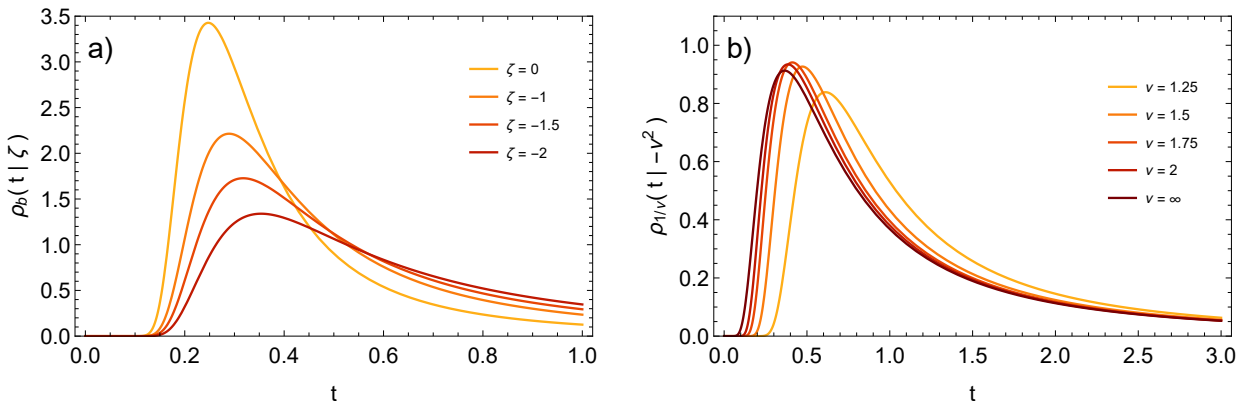 a)
3.5
3.0
2.5
2.0
1.5
1.0
0.5
0.0
ρb( t | ζ )
ζ = 0
ζ = −1
ζ = −1.5
ζ = −2
0.0 0.2 0.4 0.6 0.8 1.0
t
b)
1.0
0.8
0.6
0.4
0.2
0.0
ρ1/ν( t | −ν²)
ν = 1.25
ν = 1.5
ν = 1.75
ν = 2
ν = ∞
0.0 0.5 1.0 1.5 2.0 2.5 3.0
t